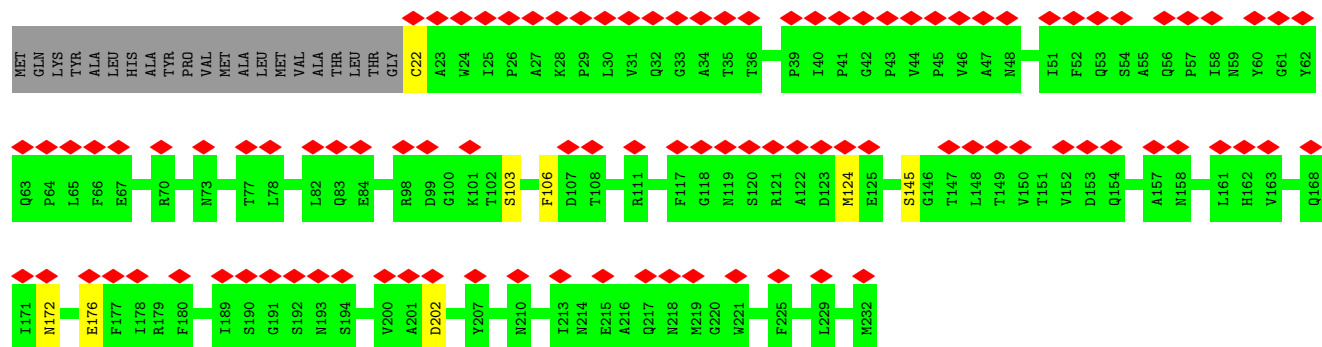 MET GLN LYS TYR ALA LEU HIS ALA TYR PRO VAL MET ALA LEU MET VAL ALA THR LEU THR GLY C22 A23 W24 I25 P26 A27 K28 P29 L30 V31 Q32 G33 A34 T35 T36 P39 I40 P41 G42 P43 V44 P45 V46 A47 N48 I51 F52 Q53 S54 A55 Q56 P57 I58 N59 Y60 G61 Y62
Q63 P64 L65 F66 E67 R70 N73 T77 L78 L82 Q83 E84 R98 D99 G100 K101 T102 S103 F106 D107 T108 R111 F117 G118 N119 S120 R121 A122 D123 M124 E125 S145 G146 T147 L148 T149 V150 T151 V152 D153 Q154 A157 N158 L161 H162 V163 Q168
I171 N172 E176 F177 I178 R179 F180 I189 S190 G191 S192 N193 S194 V200 A201 D202 Y207 N210 I213 N214 E215 A216 Q217 N218 M219 G220 W221 F225 L229 M232